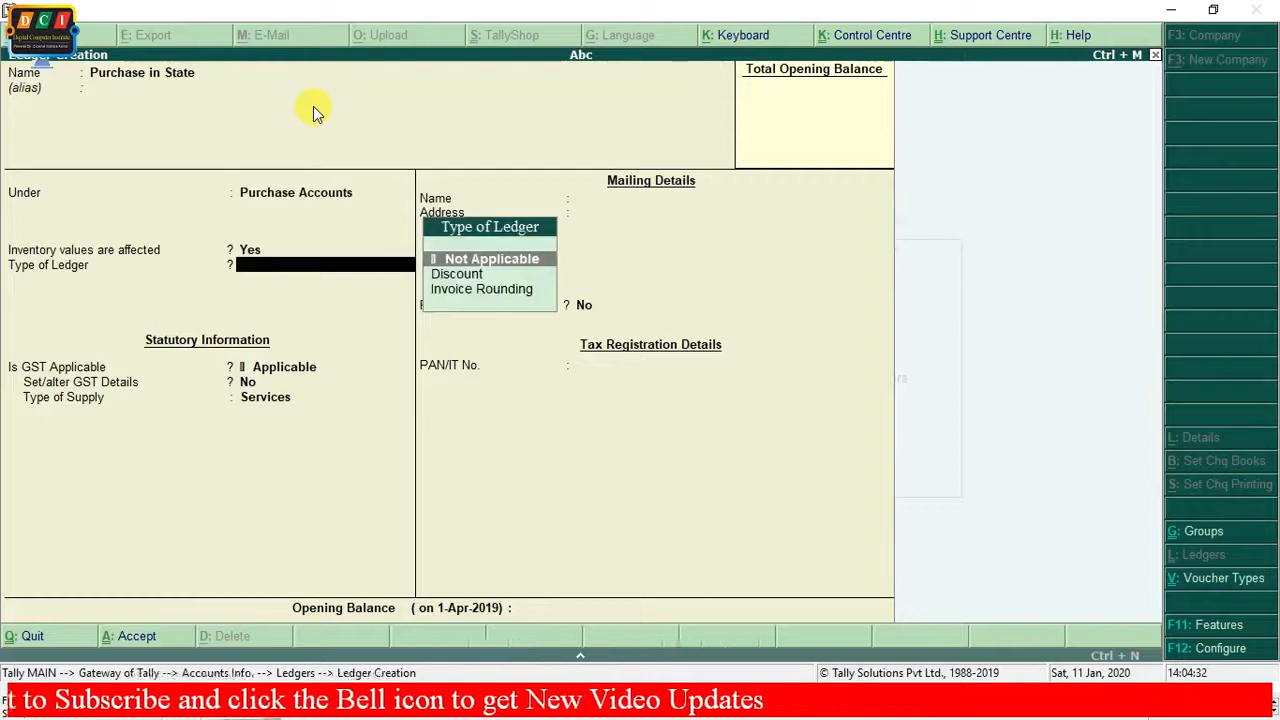 D C I
Digital Computer Institute
E: Export
M: E-Mail
O: Upload
S: TallyShop
G: Language
K: Keyboard
K: Control Centre
H: Support Centre
H: Help
F3: Company
Ledger Creation
Abc
Ctrl + M
F3: New Company
Name : Purchase in State
(alias) :
Total Opening Balance
Mailing Details
Under : Purchase Accounts
Name :
Address :
Type of Ledger
Inventory values are affected ? Yes
Type of Ledger ?
Not Applicable
Discount
Invoice Rounding
? No
Statutory Information
Tax Registration Details
Is GST Applicable ? Applicable
PAN/IT No. :
Set/alter GST Details ? No
Type of Supply : Services
L: Details
B: Set Chq Books
S: Set Chq Printing
G: Groups
L: Ledgers
V: Voucher Types
Opening Balance ( on 1-Apr-2019) :
F11: Features
Q: Quit
A: Accept
D: Delete
F12: Configure
Ctrl + N
Tally MAIN --> Gateway of Tally --> Accounts Info. --> Ledgers --> Ledger Creation
© Tally Solutions Pvt Ltd., 1988-2019
Sat, 11 Jan, 2020
14:04:32
t to Subscribe and click the Bell icon to get New Video Updates